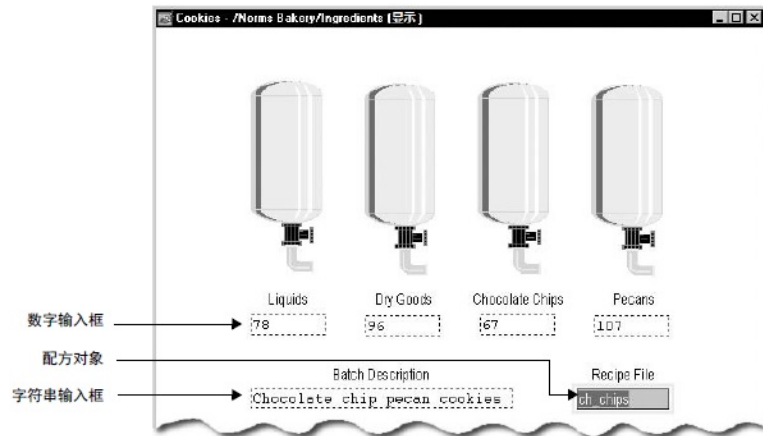 Cookies - /Norms Bakery/Ingredients (显示)
Liquids Dry Goods Chocolate Chips Pecans
数字输入框 78 96 67 107
配方对象
Batch Description Recipe File
字符串输入框 Chocolate chip pecan cookies ch_chips